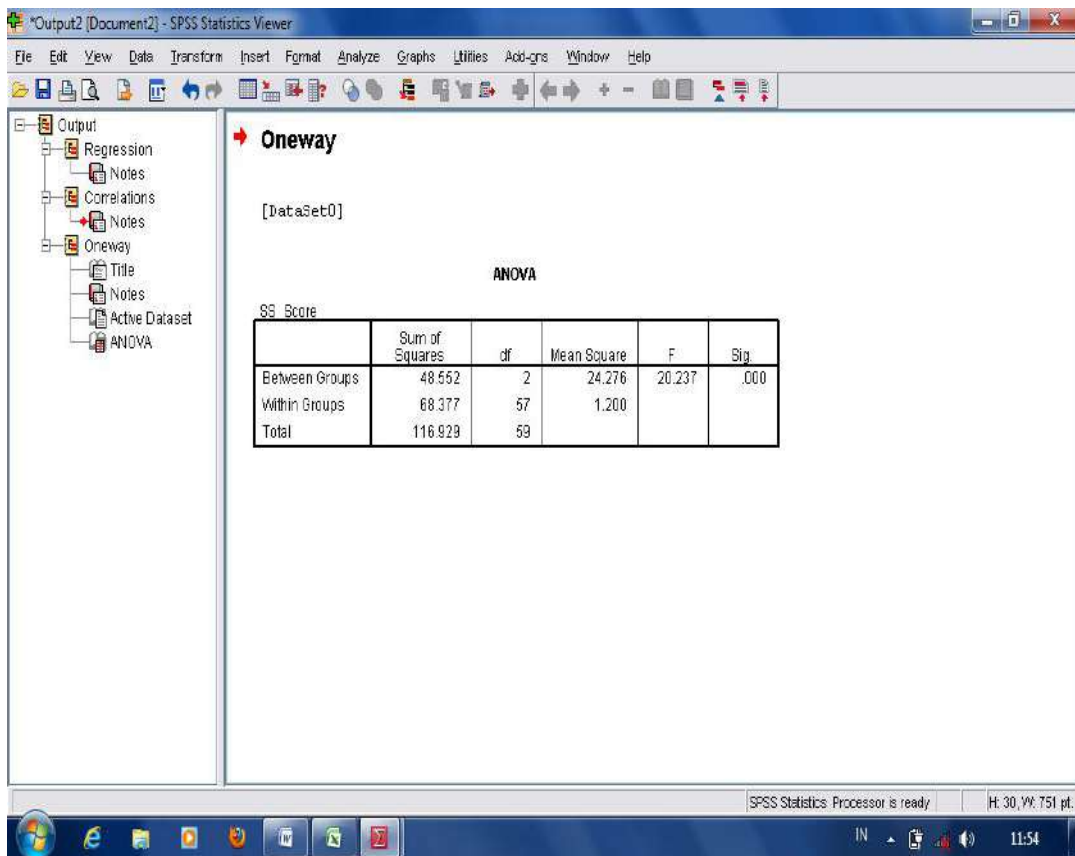 *Output2 [Document2] - SPSS Statistics Viewer
File Edit View Data Transform Insert Format Analyze Graphs Utilities Add-ons Window Help
Output
Regression
Notes
Correlations
Notes
Oneway
Title
Notes
Active Dataset
ANOVA
Oneway
[DataSet0]
ANOVA
SS Score
Sum of Squares df Mean Square F Sig.
Between Groups 48.552 2 24.276 20.237 .000
Within Groups 68.377 57 1.200
Total 116.929 59
SPSS Statistics Processor is ready H: 30, W: 751 pt.
IN 11:54